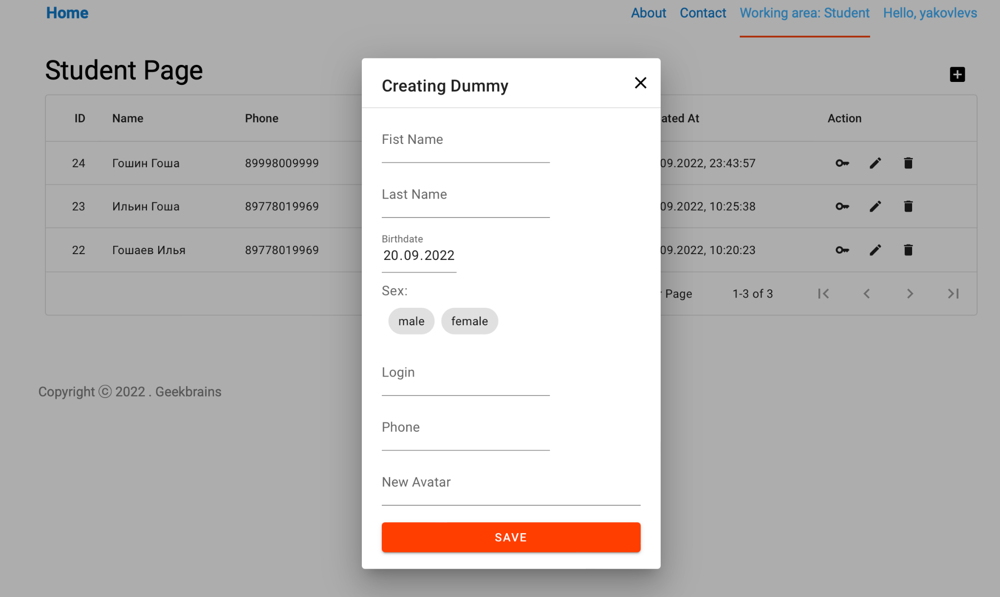 Home About Contact Working area: Student Hello, yakovlevs
Student Page
ID Name Phone ated At Action
24 Гошин Гоша 89998009999 09.2022, 23:43:57
23 Ильин Гоша 89778019969 09.2022, 10:25:38
22 Гошаев Илья 89778019969 09.2022, 10:20:23
Page 1-3 of 3
Copyright © 2022 . Geekbrains
Creating Dummy
Fist Name
Last Name
Birthdate
20.09.2022
Sex:
male female
Login
Phone
New Avatar
SAVE